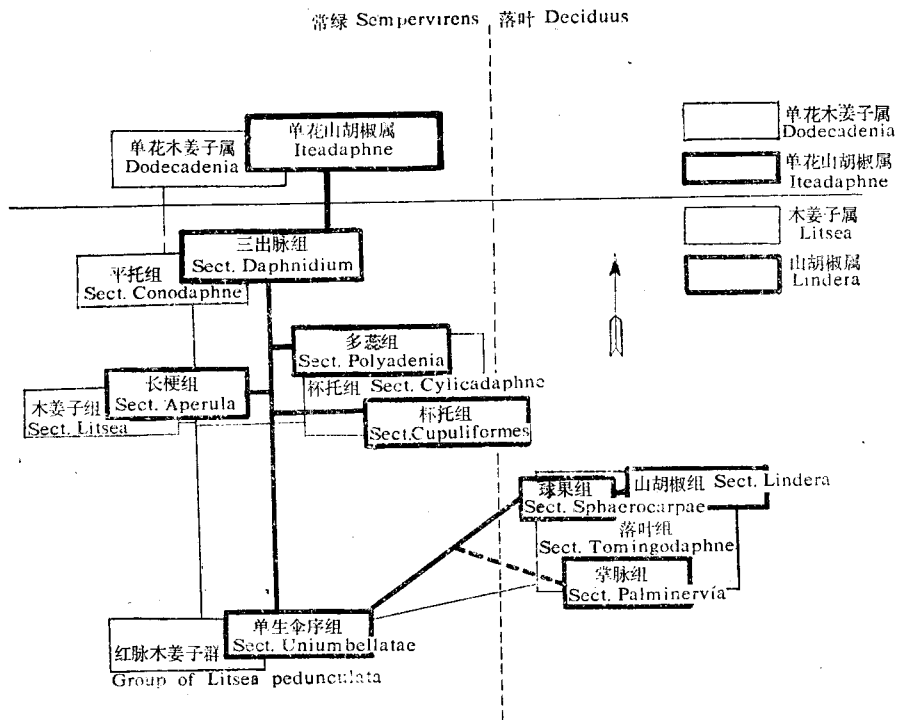 常绿 Sempervirens
落叶 Deciduus
单花山胡椒属
Iteadaphne
单花木姜子属
Dodecadenia
单花木姜子属
Dodecadenia
单花山胡椒属
Iteadaphne
木姜子属
Litsea
山胡椒属
Lindera
三出脉组
Sect. Daphnidium
平托组
Sect. Conodaphne
多蕊组
Sect. Polyadenia
杯托组 Sect. Cylicadaphne
长梗组
Sect. Aperula
木姜子组
Sect. Litsea
杯托组
Sect.Cupuliformes
球果组
Sect. Sphaerocarpae
山胡椒组 Sect. Lindera
落叶组
Sect. Tomingodaphne
掌脉组
Sect. Palminervia
单生伞序组
Sect. Uniumbellatae
红脉木姜子群
Group of Litsea pedunculata